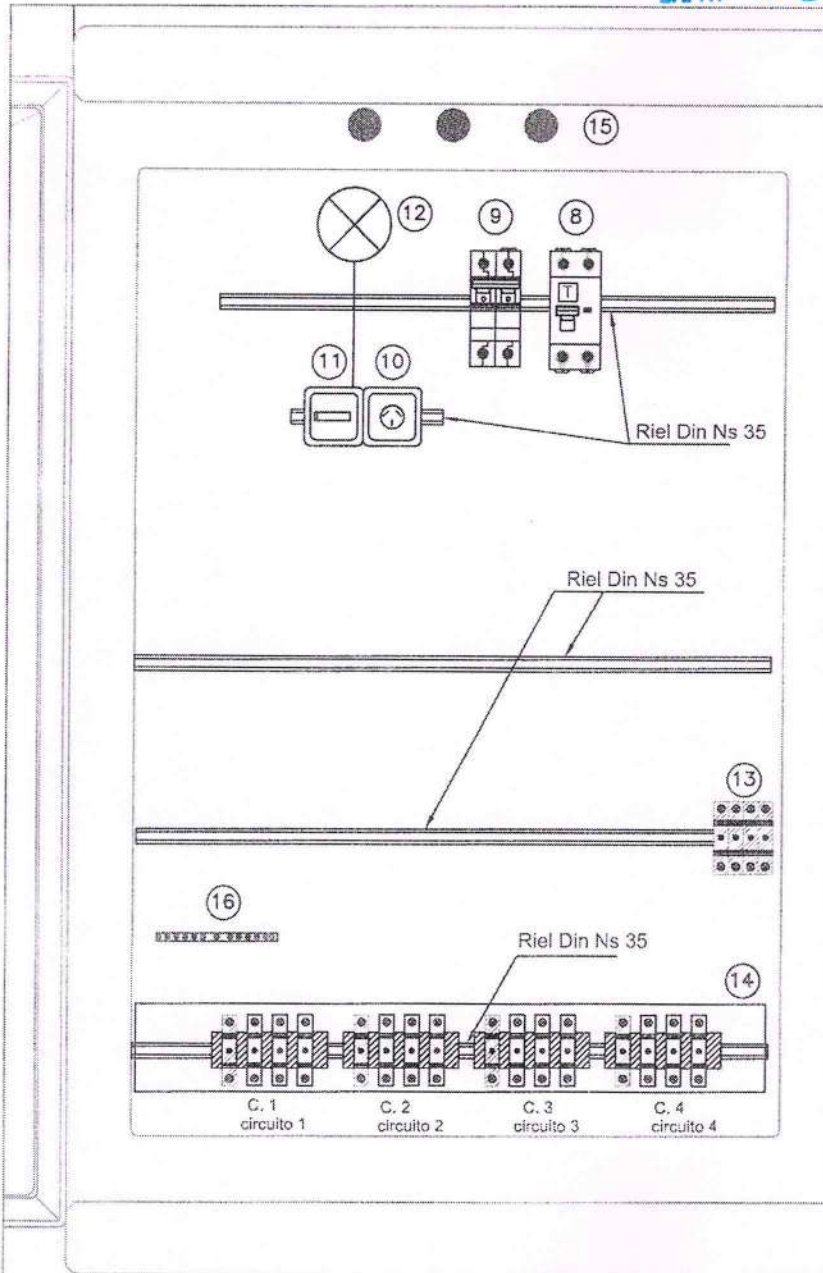 15
12
9
8
T
11
10
Riel Din Ns 35
Riel Din Ns 35
13
16
Riel Din Ns 35
14
C. 1
circuito 1
C. 2
circuito 2
C. 3
circuito 3
C. 4
circuito 4